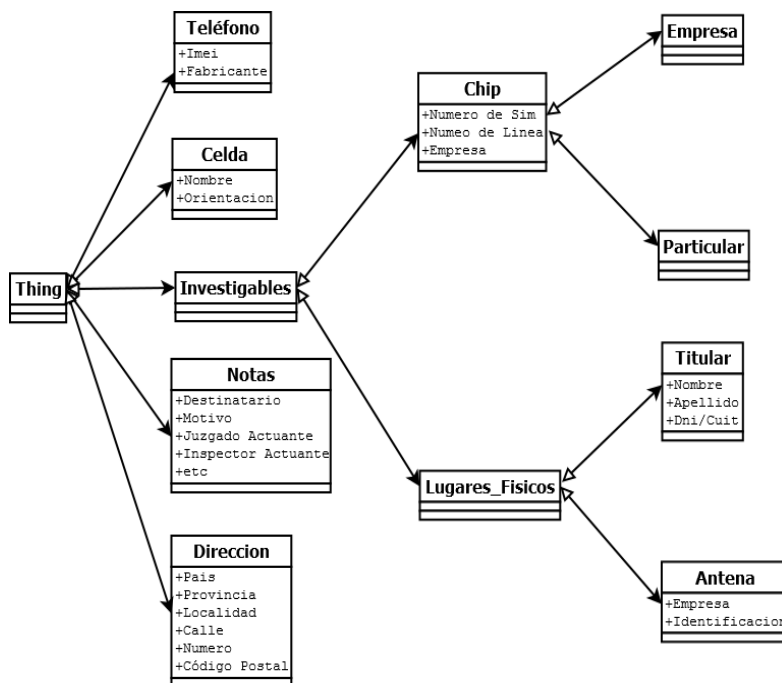 Teléfono
+Imei
+Fabricante
Celda
+Nombre
+Orientacion
Thing
Investigables
Notas
+Destinatario
+Motivo
+Juzgado Actuante
+Inspector Actuante
+etc
Direccion
+Pais
+Provincia
+Localidad
+Calle
+Numero
+Código Postal
Chip
+Numero de Sim
+Numeo de Linea
+Empresa
Lugares_Fisicos
Empresa
Particular
Titular
+Nombre
+Apellido
+Dni/Cuit
Antena
+Empresa
+Identificacion